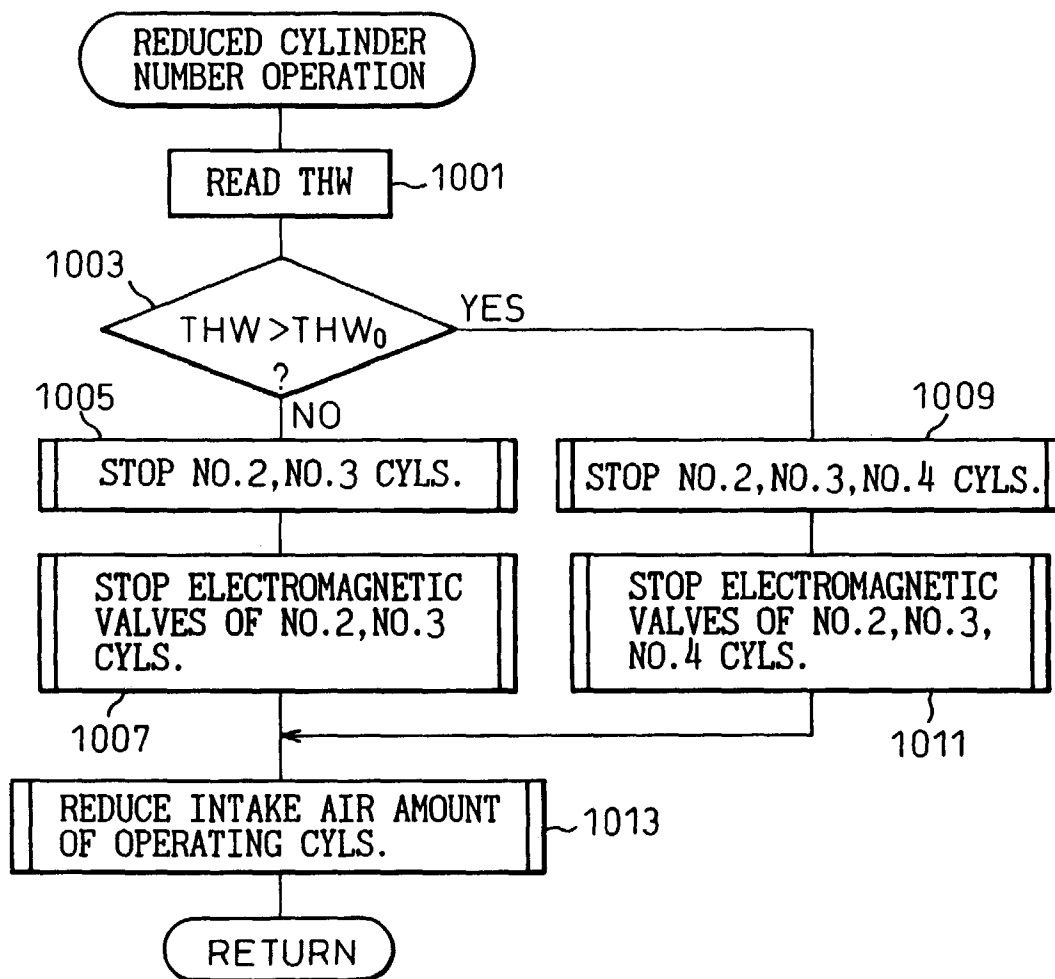 REDUCED CYLINDER
NUMBER OPERATION
READ THW
1001
1003
THW>THW₀
?
YES
NO
1005
STOP NO.2,NO.3 CYLS.
STOP ELECTROMAGNETIC
VALVES OF NO.2,NO.3
CYLS.
1007
1009
STOP NO.2,NO.3,NO.4 CYLS.
STOP ELECTROMAGNETIC
VALVES OF NO.2,NO.3,
NO.4 CYLS.
1011
REDUCE INTAKE AIR AMOUNT
OF OPERATING CYLS.
1013
RETURN